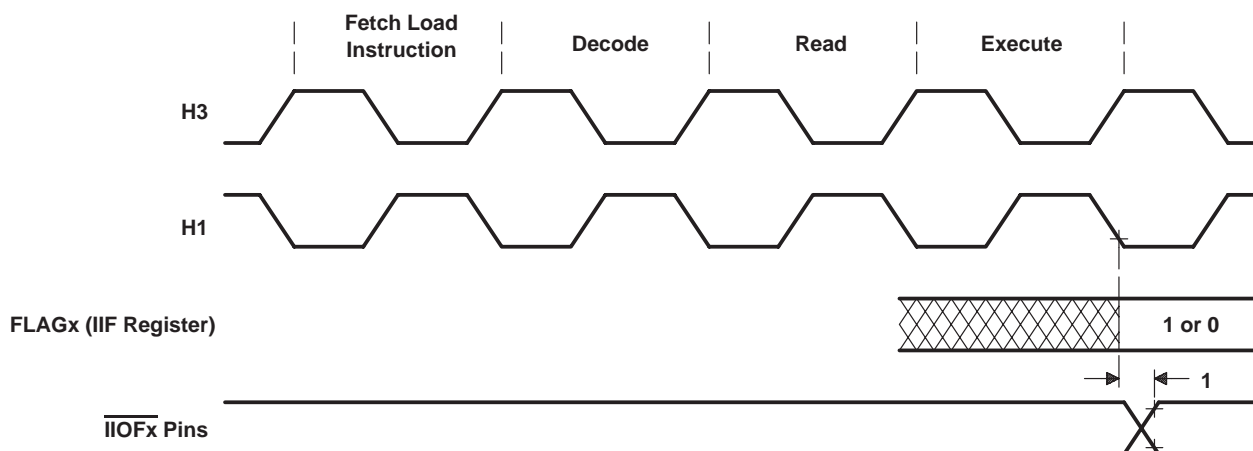 Fetch Load
Instruction
Decode
Read
Execute
H3
H1
FLAGx (IIF Register)
1 or 0
1
IIOFx Pins